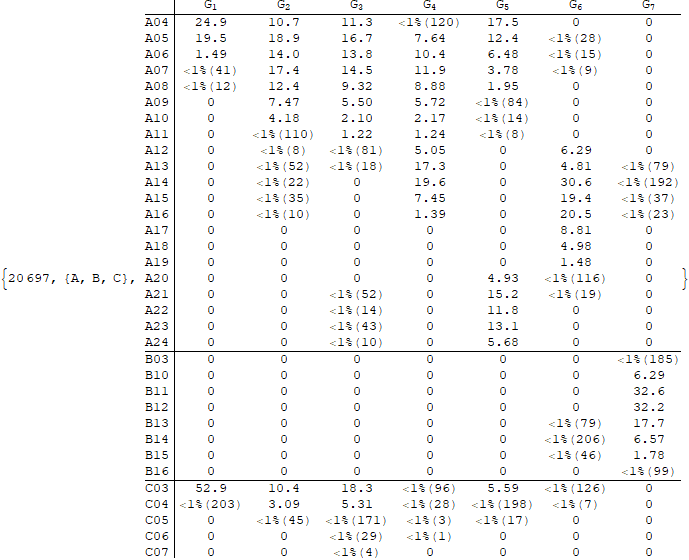 G1 G2 G3 G4 G5 G6 G7
A04 24.9 10.7 11.3 <1%(120) 17.5 0 0
A05 19.5 18.9 16.7 7.64 12.4 <1%(28) 0
A06 1.49 14.0 13.8 10.4 6.48 <1%(15) 0
A07 <1%(41) 17.4 14.5 11.9 3.78 <1%(9) 0
A08 <1%(12) 12.4 9.32 8.88 1.95 0 0
A09 0 7.47 5.50 5.72 <1%(84) 0 0
A10 0 4.18 2.10 2.17 <1%(14) 0 0
A11 0 <1%(110) 1.22 1.24 <1%(8) 0 0
A12 0 <1%(8) <1%(81) 5.05 0 6.29 0
A13 0 <1%(52) <1%(18) 17.3 0 4.81 <1%(79)
A14 0 <1%(22) 0 19.6 0 30.6 <1%(192)
A15 0 <1%(35) 0 7.45 0 19.4 <1%(37)
A16 0 <1%(10) 0 1.39 0 20.5 <1%(23)
A17 0 0 0 0 0 8.81 0
A18 0 0 0 0 0 4.98 0
A19 0 0 0 0 0 1.48 0
{20697, {A, B, C}, A20 0 0 0 0 4.93 <1%(116) 0 }
A21 0 0 <1%(52) 0 15.2 <1%(19) 0
A22 0 0 <1%(14) 0 11.8 0 0
A23 0 0 <1%(43) 0 13.1 0 0
A24 0 0 <1%(10) 0 5.68 0 0
B03 0 0 0 0 0 0 <1%(185)
B10 0 0 0 0 0 0 6.29
B11 0 0 0 0 0 0 32.6
B12 0 0 0 0 0 0 32.2
B13 0 0 0 0 0 <1%(79) 17.7
B14 0 0 0 0 0 <1%(206) 6.57
B15 0 0 0 0 0 <1%(46) 1.78
B16 0 0 0 0 0 0 <1%(99)
C03 52.9 10.4 18.3 <1%(96) 5.59 <1%(126) 0
C04 <1%(203) 3.09 5.31 <1%(28) <1%(198) <1%(7) 0
C05 0 <1%(45) <1%(171) <1%(3) <1%(17) 0 0
C06 0 0 <1%(29) <1%(1) 0 0 0
C07 0 0 <1%(4) 0 0 0 0